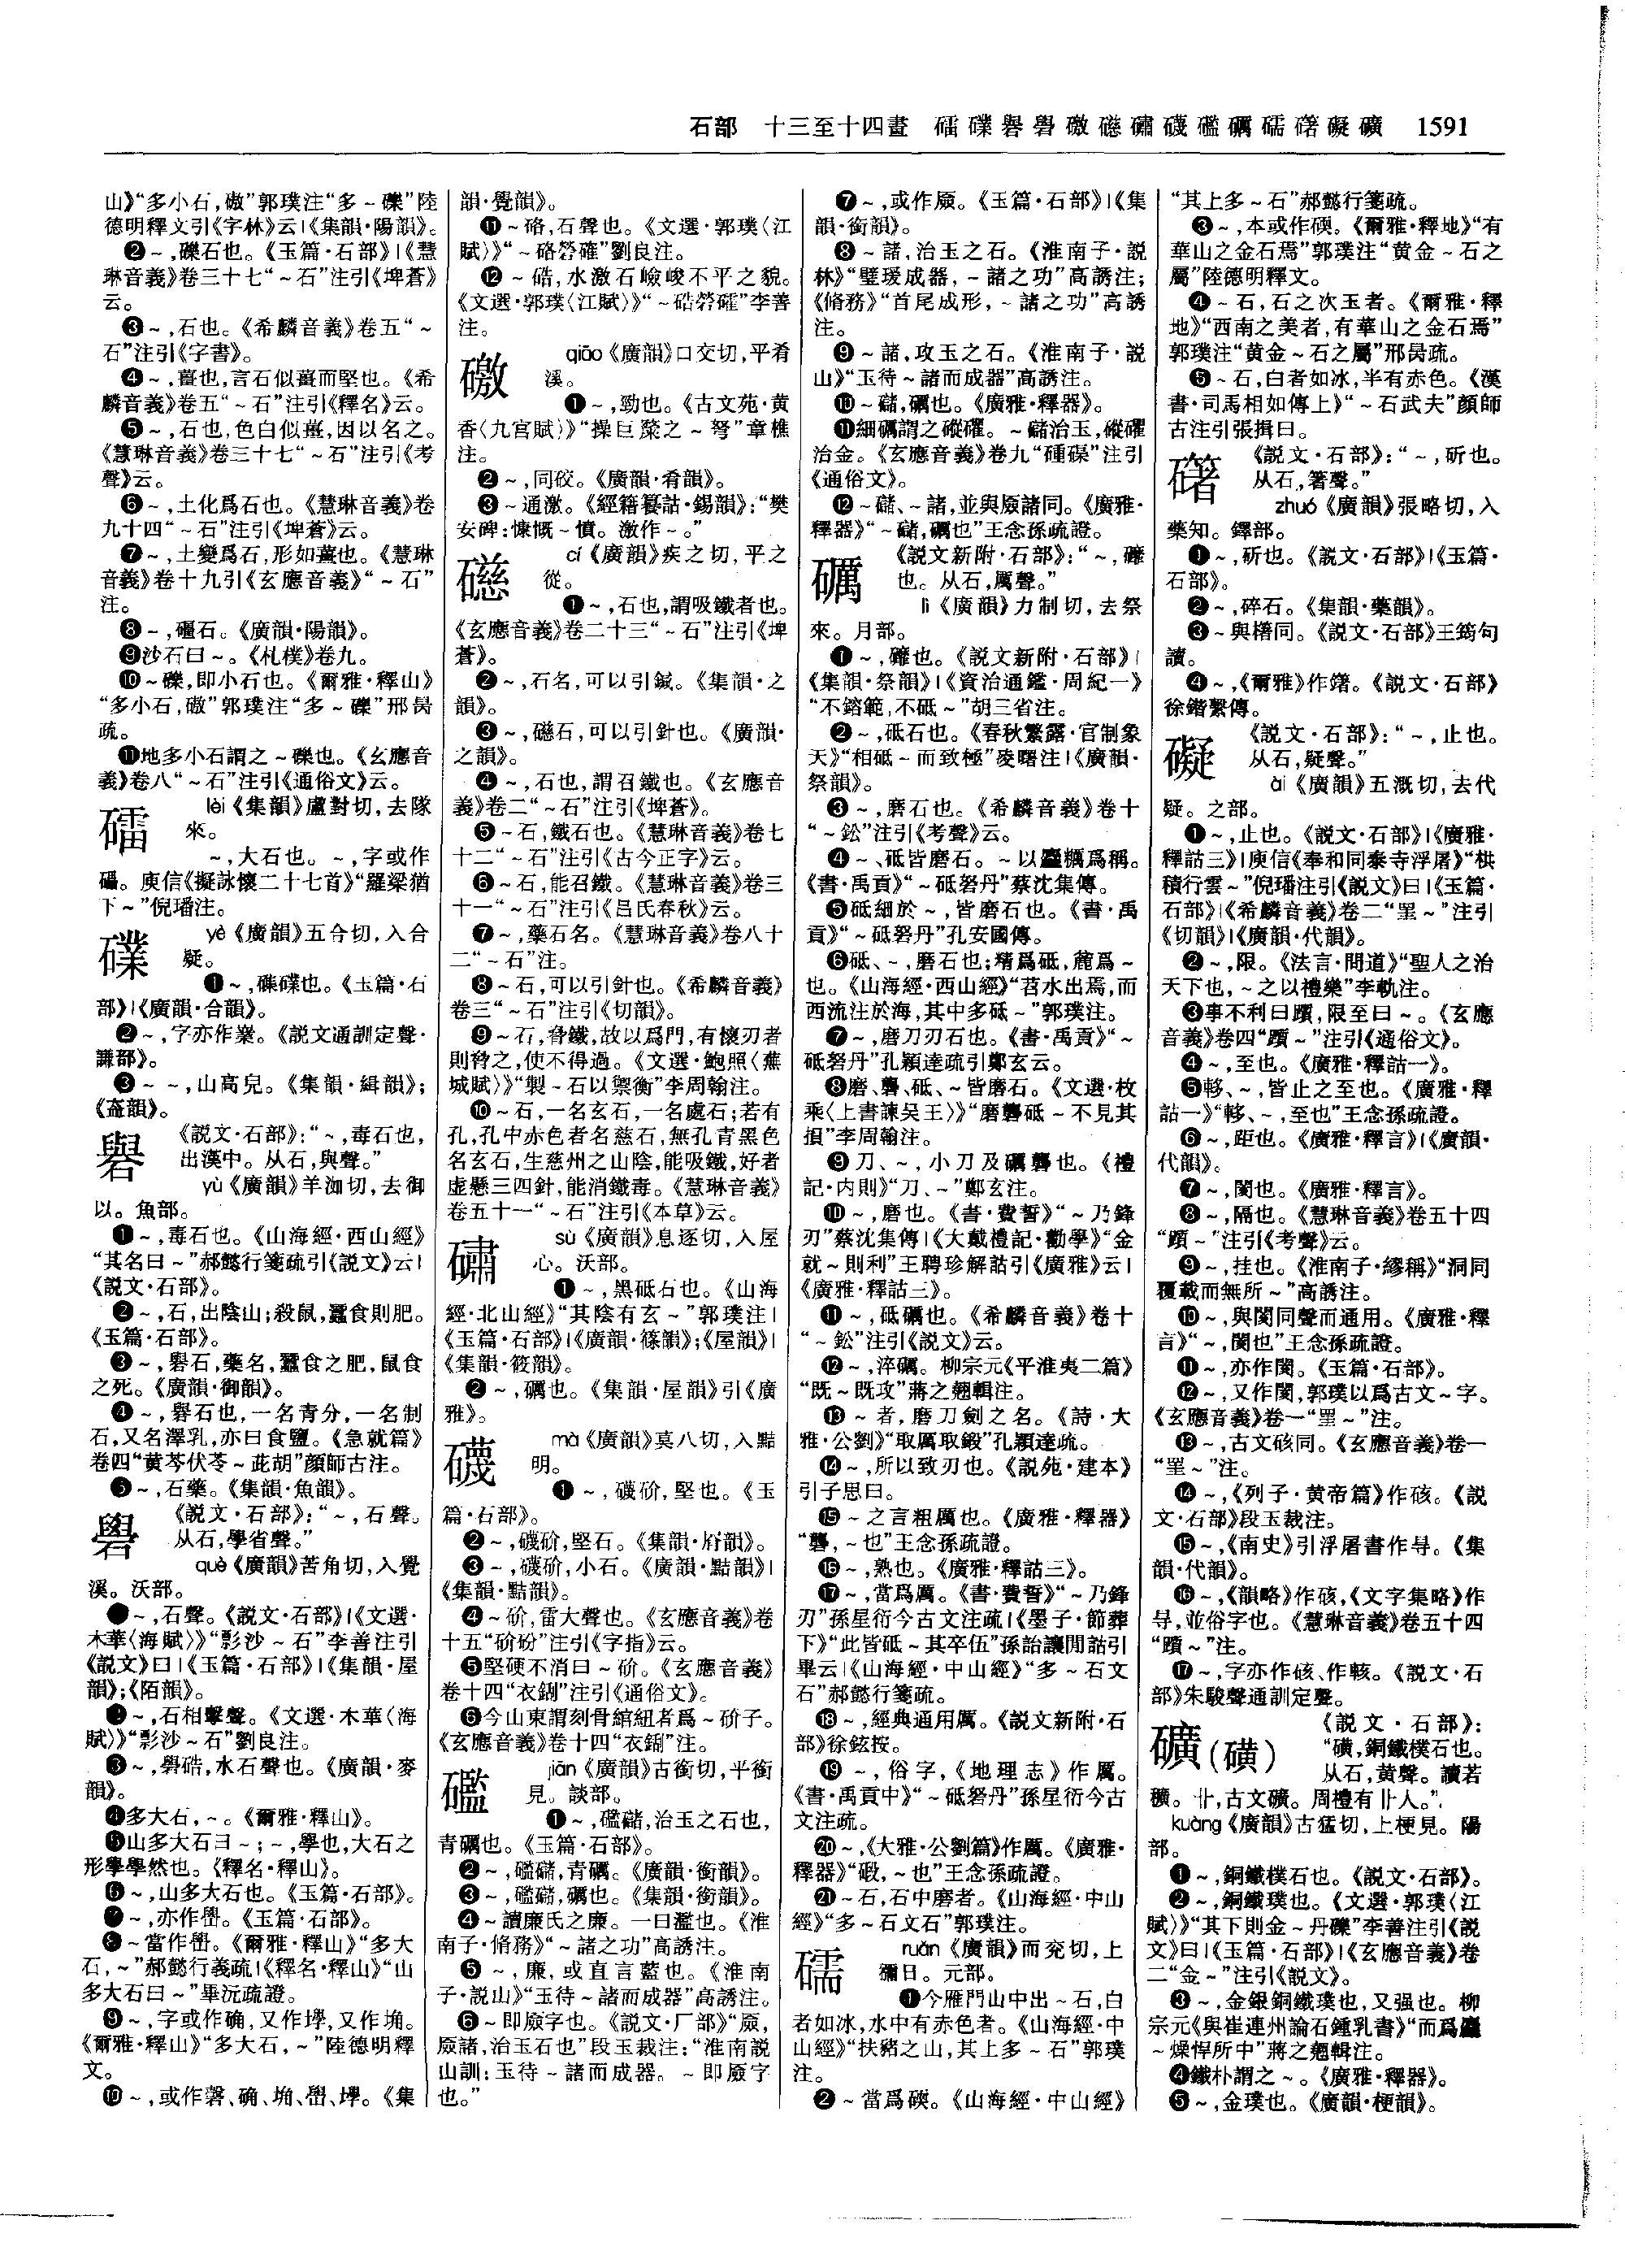 石部 十三至十四畫 礌礏礜礐礉礠礵礣礛礪礝礋礙礦 1591
山》“多小石，磝”郭璞注“多～礫”陸
德明釋文引《字林》云|《集韻·陽韻》。
❷～，礫石也。《玉篇·石部》|《慧
琳音義》卷三十七“～石”注引《埤蒼》
云。
❸～，石也。《希麟音義》卷五“～
石”注引《字書》。
❹～，薑也，言石似薑而堅也。《希
麟音義》卷五“～石”注引《釋名》云。
❺～，石也，色白似薑，因以名之。
《慧琳音義》卷三十七“～石”注引《考
聲》云。
❻～，土化爲石也。《慧琳音義》卷
九十四“～石”注引《埤蒼》云。
❼～，土變爲石，形如薑也。《慧琳
音義》卷十九引《玄應音義》“～石”
注。
❽～，礓石。《廣韻·陽韻》。
❾沙石曰～。《札樸》卷九。
❿～礫，即小石也。《爾雅·釋山》
“多小石，磝”郭璞注“多～礫”邢昺
疏。
⓫地多小石謂之～礫也。《玄應音
義》卷八“～石”注引《通俗文》云。
礌
lèi《集韻》盧對切，去隊
來。
～，大石也。～，字或作
礧。庾信《擬詠懷二十七首》“羅梁猶
下～”倪璠注。
礏
yè《廣韻》五合切，入合
疑。
❶～，磼礏也。《玉篇·石
部》|《廣韻·合韻》。
❷～，字亦作業。《説文通訓定聲·
謙部》。
❸～～，山高皃。《集韻·緝韻》；
《盍韻》。
礜
《説文·石部》：“～，毒石也，
出漢中。从石，與聲。”
yù《廣韻》羊洳切，去御
以。魚部。
❶～，毒石也。《山海經·西山經》
“其名曰～”郝懿行箋疏引《説文》云|
《説文·石部》。
❷～，石，出陰山；殺鼠，蠶食則肥。
《玉篇·石部》。
❸～，礜石，藥名，蠶食之肥，鼠食
之死。《廣韻·御韻》。
❹～，礜石也，一名青分，一名制
石，又名澤乳，亦曰食鹽。《急就篇》
卷四“黄芩伏苓～茈胡”顔師古注。
❺～，石藥。《集韻·魚韻》。
礐
《説文·石部》：“～，石聲。
从石，學省聲。”
què《廣韻》苦角切，入覺
溪。沃部。
❶～，石聲。《説文·石部》|《文選·
木華〈海賦〉》“影沙～石”李善注引
《説文》曰|《玉篇·石部》|《集韻·屋
韻》；《陌韻》。
❷～，石相擊聲。《文選·木華〈海
賦〉》“影沙～石”劉良注。
❸～，礐硞，水石聲也。《廣韻·麥
韻》。
❹多大石，～。《爾雅·釋山》。
❺山多大石曰～；～，學也，大石之
形學學然也。《釋名·釋山》。
❻～，山多大石也。《玉篇·石部》。
❼～，亦作嶨。《玉篇·石部》。
❽～當作嶨。《爾雅·釋山》“多大
石，～”郝懿行義疏|《釋名·釋山》“山
多大石曰～”畢沅疏證。
❾～，字或作确，又作㙾，又作埆。
《爾雅·釋山》“多大石，～”陸德明釋
文。
❿～，或作硞、确、埆、嶨、㙾。《集
韻·覺韻》。
⓫～硌，石聲也。《文選·郭璞〈江
賦〉》“～硌礐確”劉良注。
⓬～硞，水激石嶮峻不平之貌。
《文選·郭璞〈江賦〉》“～硞礐確”李善
注。
礉
qiāo《廣韻》口交切，平肴
溪。
❶～，勁也。《古文苑·黄
香〈九宮賦〉》“操巨檠之～弩”章樵
注。
❷～，同硣。《廣韻·肴韻》。
❸～通激。《經籍籑詁·錫韻》：“樊
安碑：慷慨～憤。激作～。”
礠
cí《廣韻》疾之切，平之
從。
❶～，石也，謂吸鐵者也。
《玄應音義》卷二十三“～石”注引《埤
蒼》。
❷～，石名，可以引鍼。《集韻·之
韻》。
❸～，礠石，可以引針也。《廣韻·
之韻》。
❹～，石也，謂召鐵也。《玄應音
義》卷二“～石”注引《埤蒼》。
❺～石，鐵石也。《慧琳音義》卷七
十二“～石”注引《古今正字》云。
❻～石，能召鐵。《慧琳音義》卷三
十一“～石”注引《吕氏春秋》云。
❼～，藥石名。《慧琳音義》卷八十
二“～石”注。
❽～石，可以引針也。《希麟音義》
卷三“～石”注引《切韻》。
❾～石，脅鐵，故以爲門，有懷刃者
則脅之，使不得過。《文選·鮑照〈蕪
城賦〉》“製～石以禦衡”李周翰注。
❿～石，一名玄石，一名處石；若有
孔，孔中赤色者名慈石，無孔青黑色
名玄石，生慈州之山陰，能吸鐵，好者
虚懸三四針，能消鐵毒。《慧琳音義》
卷五十一“～石”注引《本草》云。
sù《廣韻》息逐切，入屋
心。沃部。
❶～，黑砥石也。《山海
經·北山經》“其陰有玄～”郭璞注|
《玉篇·石部》|《廣韻·篠韻》；《屋韻》|
《集韻·筱韻》。
❷～，礪也。《集韻·屋韻》引《廣
雅》。
礣
mà《廣韻》莫八切，入黠
明。
❶～，礣砎，堅也。《玉
篇·石部》。
❷～，礣砎，堅石。《集韻·䧹韻》。
❸～，礣砎，小石。《廣韻·黠韻》|
《集韻·黠韻》。
❹～砎，雷大聲也。《玄應音義》卷
十五“砎砏”注引《字指》云。
❺堅硬不消曰～砎。《玄應音義》
卷十四“衣䤿”注引《通俗文》。
❻今山東謂刻骨綰紐者爲～砎子。
《玄應音義》卷十四“衣䤿”注。
礛
jiān《廣韻》古銜切，平銜
見。談部。
❶～，礛䃴，治玉之石也，
青礪也。《玉篇·石部》。
❷～，礛䃴，青礪。《廣韻·銜韻》。
❸～，礛䃴，礪也。《集韻·銜韻》。
❹～讀廉氏之廉。一曰濫也。《淮
南子·脩務》“～諸之功”高誘注。
❺～，廉，或直言藍也。《淮南
子·説山》“玉待～諸而成器”高誘注。
❻～即厱字也。《説文·厂部》“厱，
厱諸，治玉石也”段玉裁注：“淮南説
山訓：玉待～諸而成器。～即厱字
也。”
❼～，或作厱。《玉篇·石部》|《集
韻·銜韻》。
❽～諸，治玉之石。《淮南子·説
林》“璧瑗成器，～諸之功”高誘注；
《脩務》“首尾成形，～諸之功”高誘
注。
❾～諸，攻玉之石。《淮南子·説
山》“玉待～諸而成器”高誘注。
❿～䃴，礪也。《廣雅·釋器》。
⓫細礪謂之磫䂂。～䃴治玉，磫䂂
治金。《玄應音義》卷九“硾磼”注引
《通俗文》。
⓬～䃴、～諸，並與厱諸同。《廣雅·
釋器》“～䃴，礪也”王念孫疏證。
礪
《説文新附·石部》：“～，䃺
也。从石，厲聲。”
lì《廣韻》力制切，去祭
來。月部。
❶～，䃺也。《説文新附·石部》|
《集韻·祭韻》|《資治通鑑·周紀一》
“不鎔範，不砥～”胡三省注。
❷～，砥石也。《春秋繁露·官制象
天》“相砥～而致極”凌曙注|《廣韻·
祭韻》。
❸～，磨石也。《希麟音義》卷十
“～鈆”注引《考聲》云。
❹～、砥皆磨石。～以麤糲爲稱。
《書·禹貢》“～砥砮丹”蔡沈集傳。
❺砥細於～，皆磨石也。《書·禹
貢》“～砥砮丹”孔安國傳。
❻砥、～，磨石也；精爲砥，麄爲～
也。《山海經·西山經》“苕水出焉，而
西流注於海，其中多砥～”郭璞注。
❼～，磨刀刃石也。《書·禹貢》“～
砥砮丹”孔穎達疏引鄭玄云。
❽磨、礱、砥、～皆磨石。《文選·枚
乘〈上書諫吴王〉》“磨礱砥～不見其
損”李周翰注。
❾刀、～，小刀及礪礱也。《禮
記·内則》“刀、～”鄭玄注。
❿～，磨也。《書·費誓》“～乃鋒
刃”蔡沈集傳|《大戴禮記·勸學》“金
就～則利”王聘珍解詁引《廣雅》云|
《廣雅·釋詁三》。
⓫～，砥礪也。《希麟音義》卷十
“～鈆”注引《説文》云。
⓬～，淬礪。柳宗元《平淮夷二篇》
“既～既攻”蔣之翹輯注。
⓭～者，磨刀劍之名。《詩·大
雅·公劉》“取厲取鍛”孔穎達疏。
⓮～，所以致刃也。《説苑·建本》
引子思曰。
⓯～之言粗厲也。《廣雅·釋器》
“礱，～也”王念孫疏證。
⓰～，熟也。《廣雅·釋詁三》。
⓱～，當爲厲。《書·費誓》“～乃鋒
刃”孫星衍今古文注疏|《墨子·節葬
下》“此皆砥～其卒伍”孫詒讓閒詁引
畢云|《山海經·中山經》“多～石文
石”郝懿行箋疏。
⓲～，經典通用厲。《説文新附·石
部》徐鉉按。
⓳～，俗字，《地理志》作厲。
《書·禹貢中》“～砥砮丹”孫星衍今古
文注疏。
⓴～，《大雅·公劉篇》作厲。《廣雅·
釋器》“碫，～也”王念孫疏證。
㉑～石，石中磨者。《山海經·中山
經》“多～石文石”郭璞注。
礝
ruǎn《廣韻》而兖切，上
獮日。元部。
❶今雁門山中出～石，白
者如冰，水中有赤色者。《山海經·中
山經》“扶豬之山，其上多～石”郭璞
注。
❷～當爲碝。《山海經·中山經》
“其上多～石”郝懿行箋疏。
❸～，本或作碝。《爾雅·釋地》“有
華山之金石焉”郭璞注“黄金～石之
屬”陸德明釋文。
❹～石，石之次玉者。《爾雅·釋
地》“西南之美者，有華山之金石焉”
郭璞注“黄金～石之屬”邢昺疏。
❺～石，白者如冰，半有赤色。《漢
書·司馬相如傳上》“～石武夫”顔師
古注引張揖曰。
《説文·石部》：“～，斫也。
从石，箸聲。”
zhuó《廣韻》張略切，入
藥知。鐸部。
❶～，斫也。《説文·石部》|《玉篇·
石部》。
❷～，碎石。《集韻·藥韻》。
❸～與櫡同。《説文·石部》王筠句
讀。
❹～，《爾雅》作鐯。《説文·石部》
徐鍇繫傳。
礙
《説文·石部》：“～，止也。
从石，疑聲。”
ài《廣韻》五溉切，去代
疑。之部。
❶～，止也。《説文·石部》|《廣雅·
釋詁三》|庾信《奉和同泰寺浮屠》“栱
積行雲～”倪璠注引《説文》曰|《玉篇·
石部》|《希麟音義》卷二“罣～”注引
《切韻》|《廣韻·代韻》。
❷～，限。《法言·問道》“聖人之治
天下也，～之以禮樂”李軌注。
❸事不利曰躓，限至曰～。《玄應
音義》卷四“躓～”注引《通俗文》。
❹～，至也。《廣雅·釋詁一》。
❺䡋、～，皆止之至也。《廣雅·釋
詁一》“䡋、～，至也”王念孫疏證。
❻～，距也。《廣雅·釋言》|《廣韻·
代韻》。
❼～，閡也。《廣雅·釋言》。
❽～，隔也。《慧琳音義》卷五十四
“躓～”注引《考聲》云。
❾～，挂也。《淮南子·繆稱》“洞同
覆載而無所～”高誘注。
❿～，與閡同聲而通用。《廣雅·釋
言》“～，閡也”王念孫疏證。
⓫～，亦作閡。《玉篇·石部》。
⓬～，又作閡，郭璞以爲古文～字。
《玄應音義》卷一“罣～”注。
⓭～，古文硋同。《玄應音義》卷一
“罣～”注。
⓮～，《列子·黄帝篇》作硋。《説
文·石部》段玉裁注。
⓯～，《南史》引浮屠書作㝵。《集
韻·代韻》。
⓰～，《韻略》作硋，《文字集略》作
㝵，並俗字也。《慧琳音義》卷五十四
“躓～”注。
⓱～，字亦作硋、作輆。《説文·石
部》朱駿聲通訓定聲。
礦（磺）
《説文·石部》：
“磺，銅鐵樸石也。
从石，黄聲。讀若
穬。卝，古文磺。周禮有卝人。”
kuàng《廣韻》古猛切，上梗見。陽
部。
❶～，銅鐵樸石也。《説文·石部》。
❷～，銅鐵璞也。《文選·郭璞〈江
賦〉》“其下則金～丹礫”李善注引《説
文》曰|《玉篇·石部》|《玄應音義》卷
二“金～”注引《説文》。
❸～，金銀銅鐵璞也，又强也。柳
宗元《與崔連州論石鍾乳書》“而爲麤
～燥悍所中”蔣之翹輯注。
❹鐵朴謂之～。《廣雅·釋器》。
❺～，金璞也。《廣韻·梗韻》。